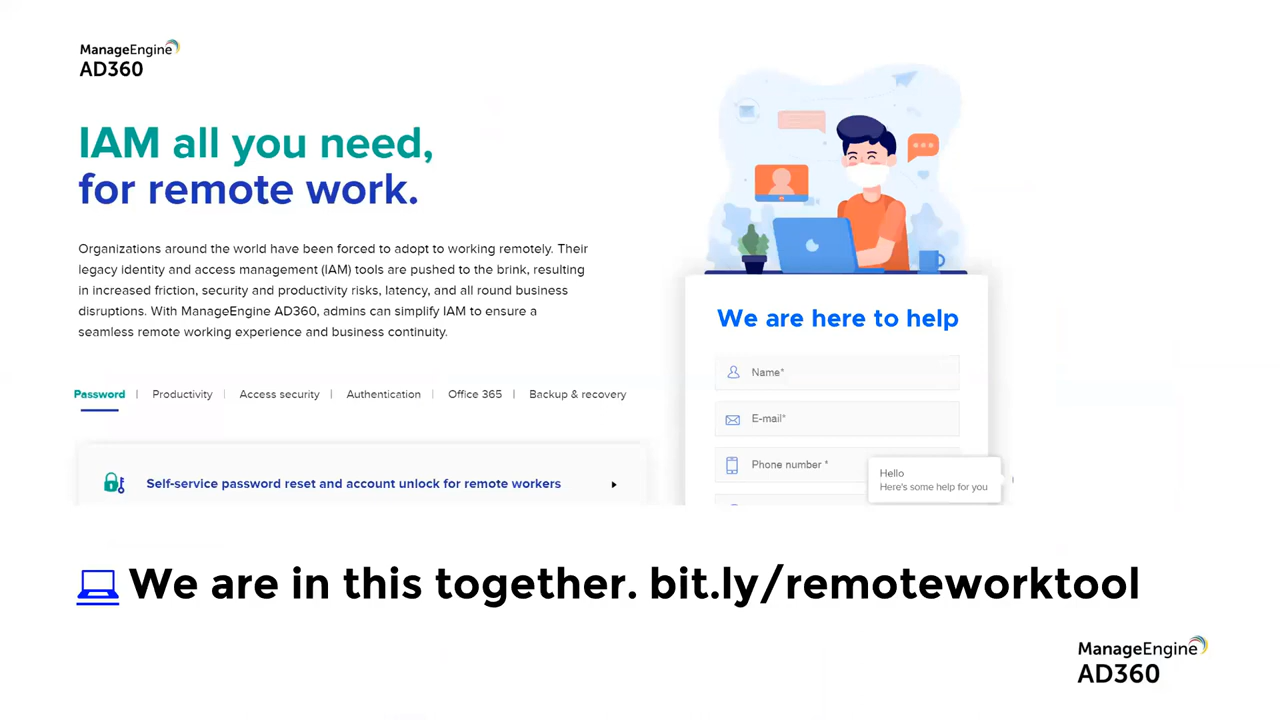 ManageEngine
AD360
IAM all you need,
for remote work.
Organizations around the world have been forced to adopt to working remotely. Their
legacy identity and access management (IAM) tools are pushed to the brink, resulting
in increased friction, security and productivity risks, latency, and all round business
disruptions. With ManageEngine AD360, admins can simplify IAM to ensure a
seamless remote working experience and business continuity.
Password | Productivity | Access security | Authentication | Office 365 | Backup & recovery
Self-service password reset and account unlock for remote workers
We are here to help
Name*
E-mail*
Phone number *
Hello
Here's some help for you
We are in this together. bit.ly/remoteworktool
ManageEngine
AD360